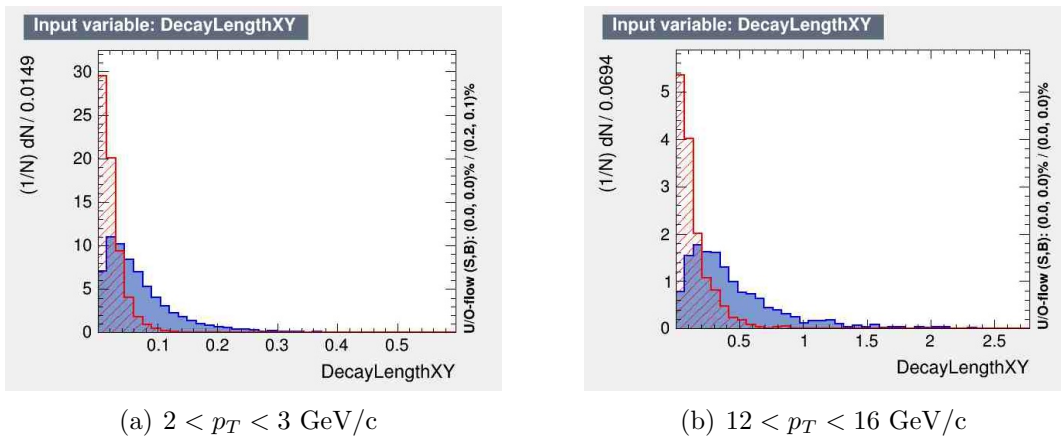 Input variable: DecayLengthXY
(1/N) dN / 0.0149
30
25
20
15
10
5
0
0.1 0.2 0.3 0.4 0.5
DecayLengthXY
U/O-flow (S,B): (0.0, 0.0)% / (0.2, 0.1)%
(a) 2 < p_T < 3 GeV/c
Input variable: DecayLengthXY
(1/N) dN / 0.0694
5
4
3
2
1
0
0.5 1 1.5 2 2.5
DecayLengthXY
U/O-flow (S,B): (0.0, 0.0)% / (0.0, 0.0)%
(b) 12 < p_T < 16 GeV/c